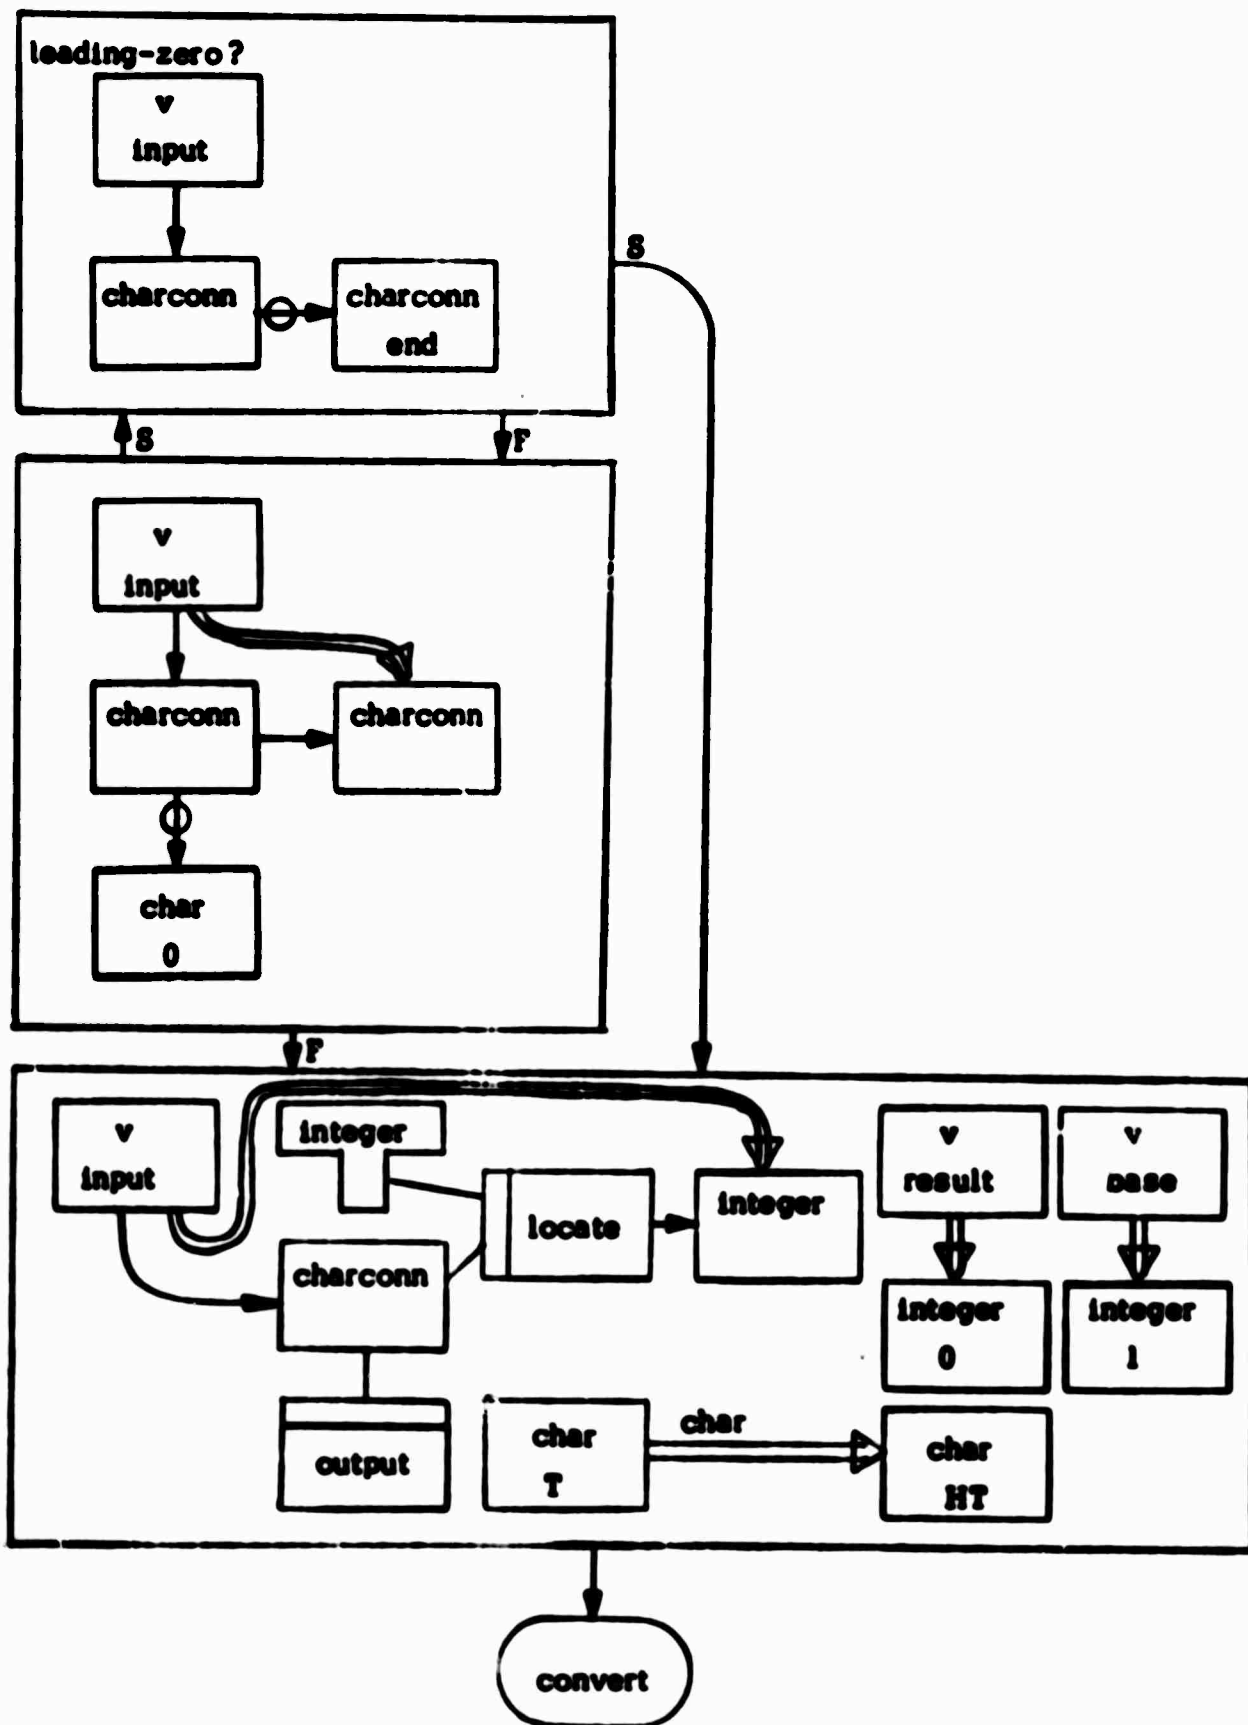 leading-zero?
v
input
charconn
charconn
end
S
S
F
v
input
charconn
charconn
char
0
F
v
input
integer
locate
integer
v
result
v
base
charconn
integer
0
integer
1
output
char
T
char
char
HT
convert